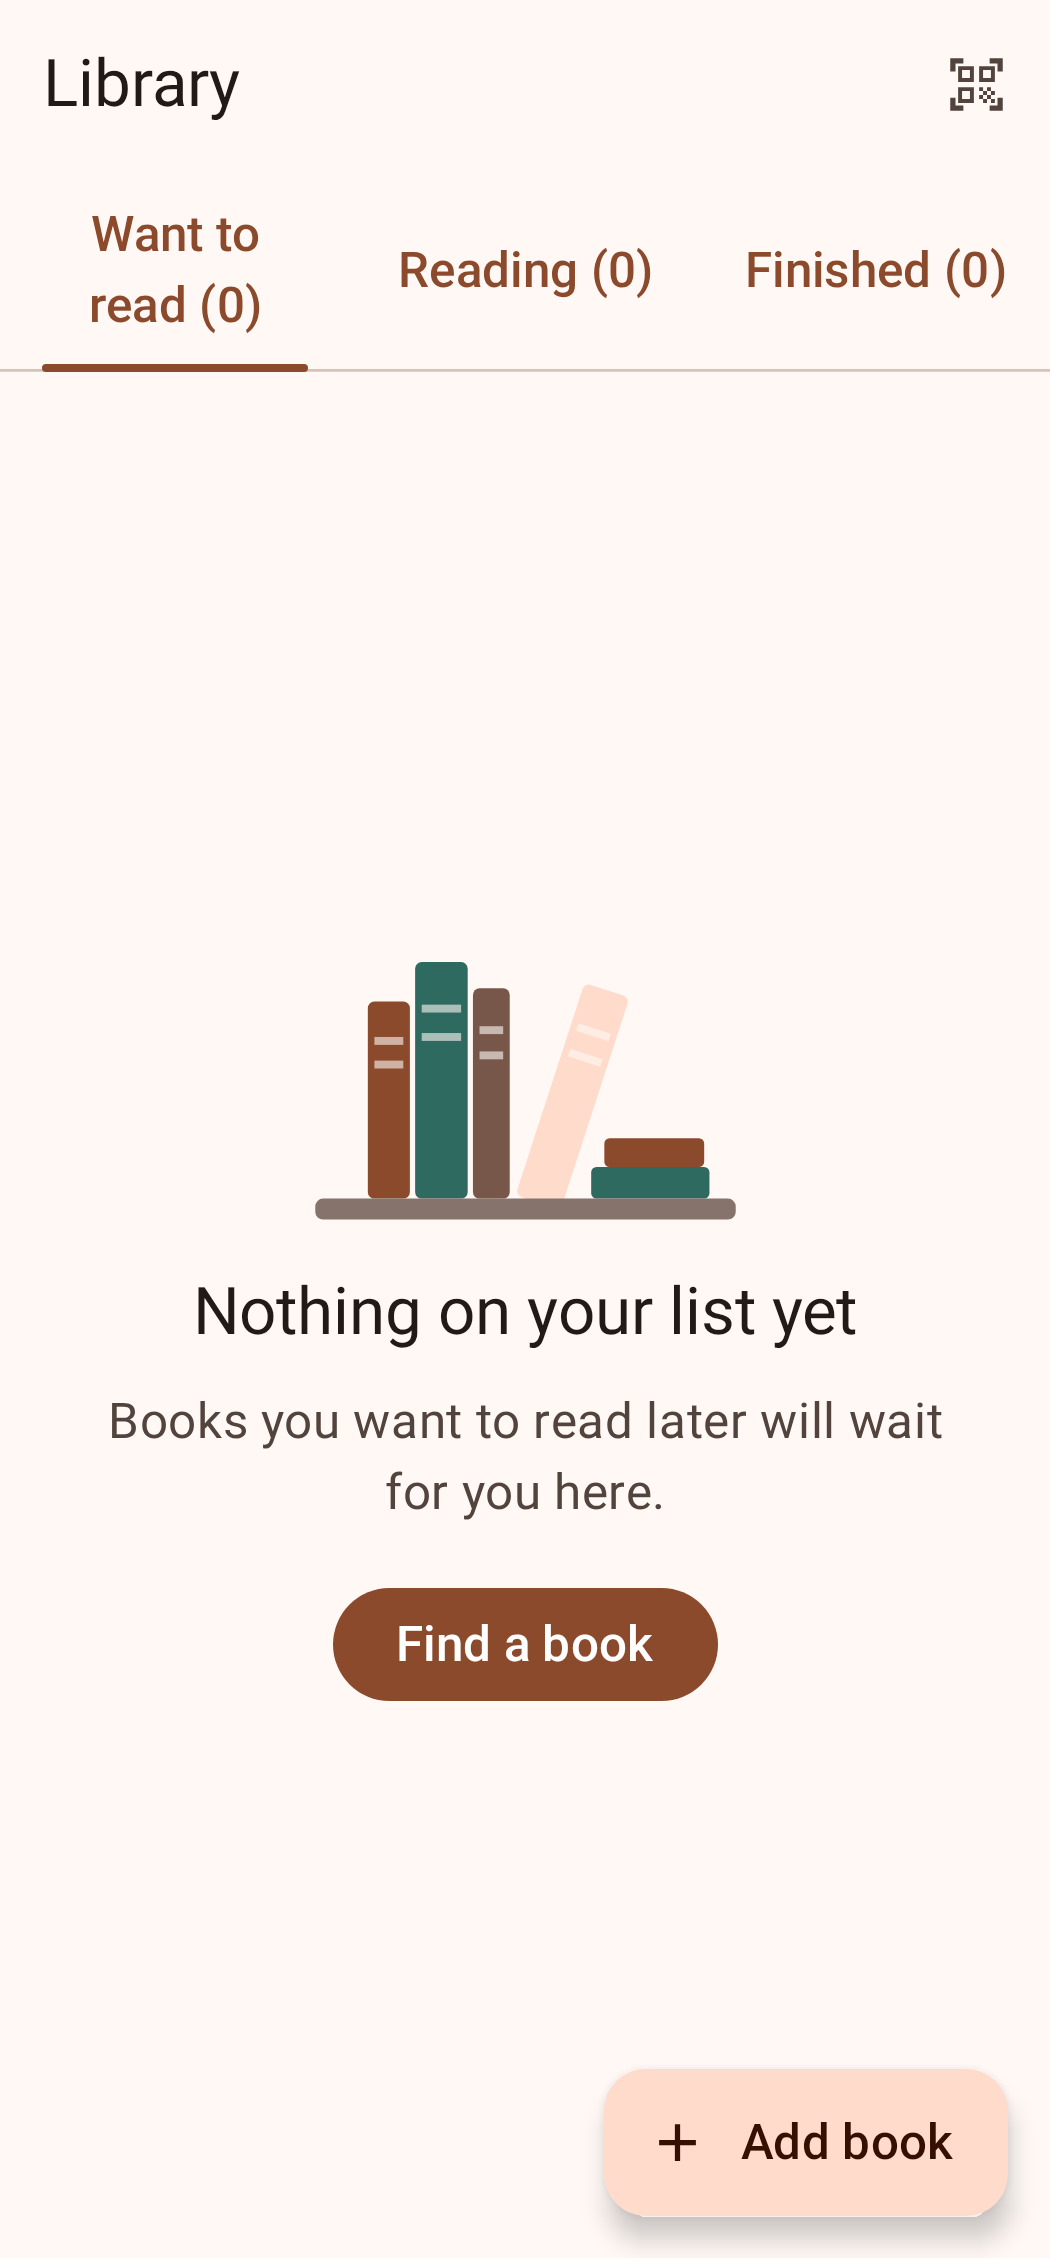 Library
Want to
read (0)
Reading (0)
Finished (0)
Nothing on your list yet
Books you want to read later will wait
for you here.
Find a book
Add book